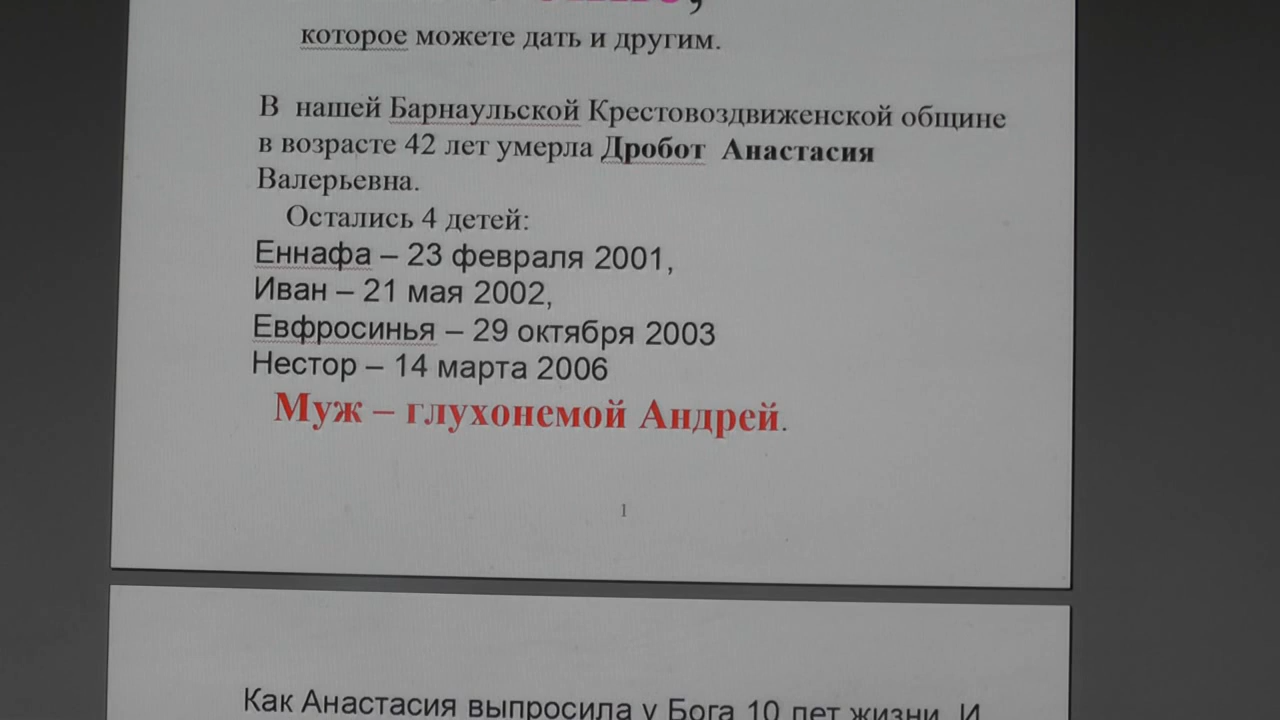 которое можете дать и другим.
В нашей Барнаульской Крестовоздвиженской общине
в возрасте 42 лет умерла Дробот Анастасия
Валерьевна.
Остались 4 детей:
Еннафа – 23 февраля 2001,
Иван – 21 мая 2002,
Евфросинья – 29 октября 2003
Нестор – 14 марта 2006
Муж – глухонемой Андрей.
1
Как Анастасия выпросила у Бога 10 лет жизни. И